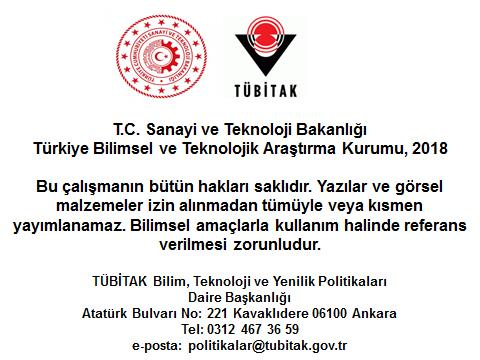 TÜBİTAK
T.C. Sanayi ve Teknoloji Bakanlığı
Türkiye Bilimsel ve Teknolojik Araştırma Kurumu, 2018
Bu çalışmanın bütün hakları saklıdır. Yazılar ve görsel
malzemeler izin alınmadan tümüyle veya kısmen
yayımlanamaz. Bilimsel amaçlarla kullanım halinde referans
verilmesi zorunludur.
TÜBİTAK Bilim, Teknoloji ve Yenilik Politikaları
Daire Başkanlığı
Atatürk Bulvarı No: 221 Kavaklıdere 06100 Ankara
Tel: 0312 467 36 59
e-posta: politikalar@tubitak.gov.tr